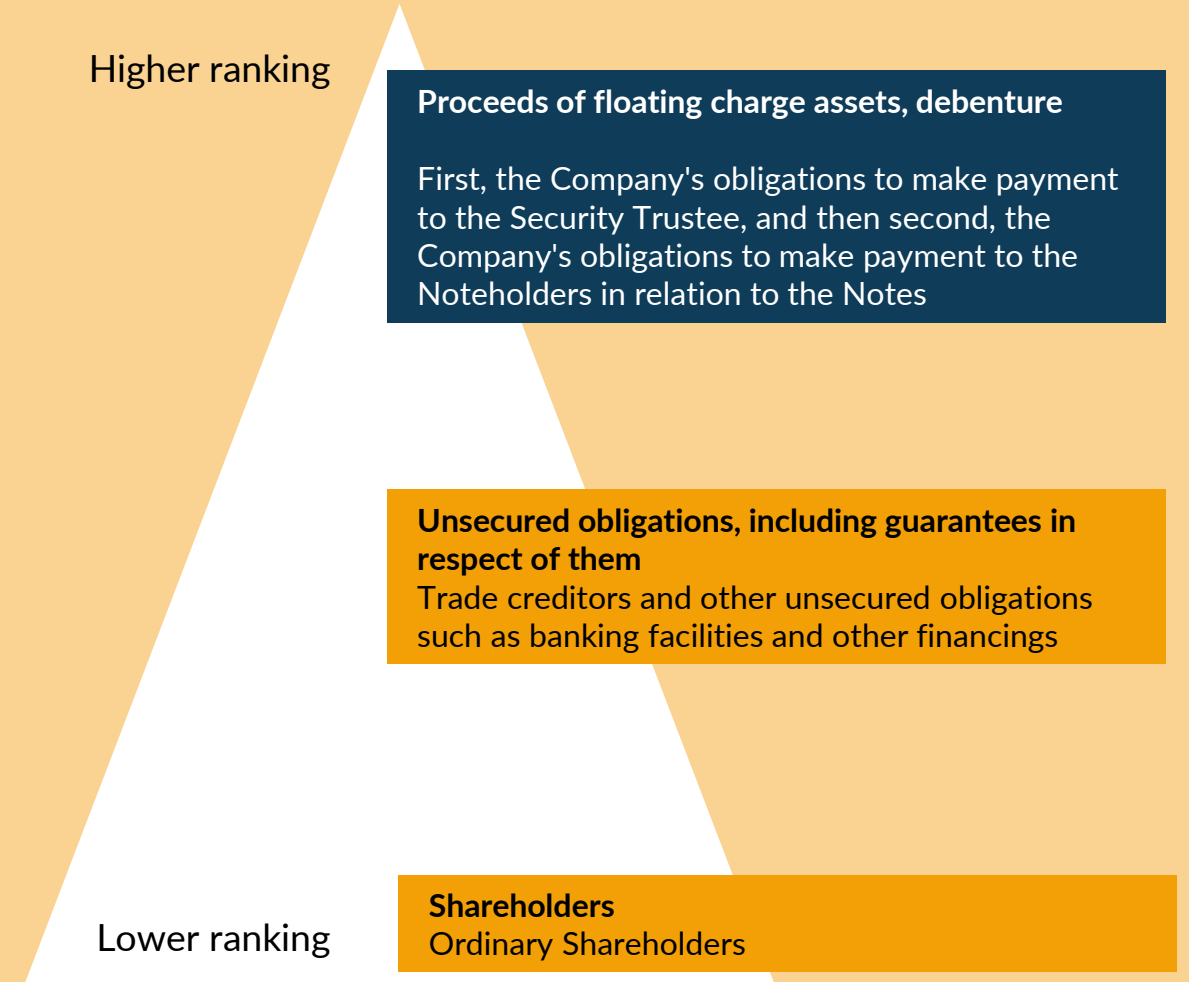 Higher ranking
Proceeds of floating charge assets, debenture
First, the Company's obligations to make payment
to the Security Trustee, and then second, the
Company's obligations to make payment to the
Noteholders in relation to the Notes
Unsecured obligations, including guarantees in
respect of them
Trade creditors and other unsecured obligations
such as banking facilities and other financings
Shareholders
Ordinary Shareholders
Lower ranking